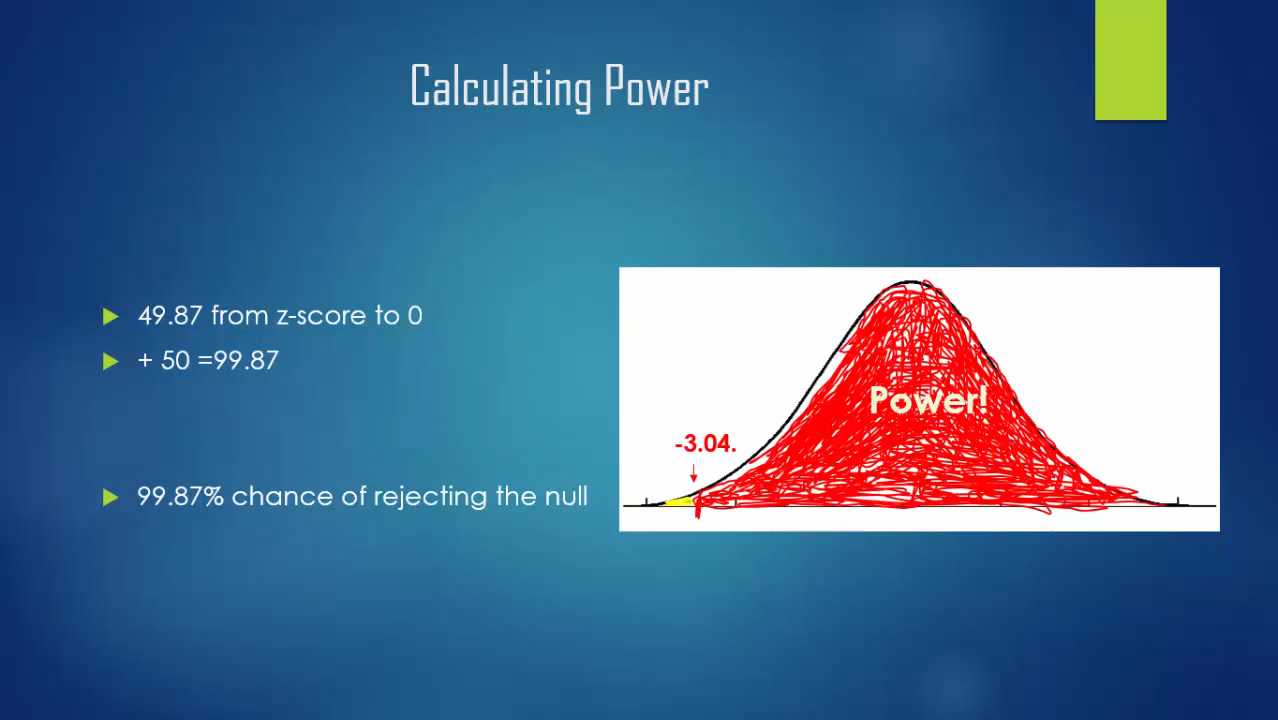 Calculating Power
49.87 from z-score to 0
+ 50 =99.87
99.87% chance of rejecting the null
Power!
-3.04.